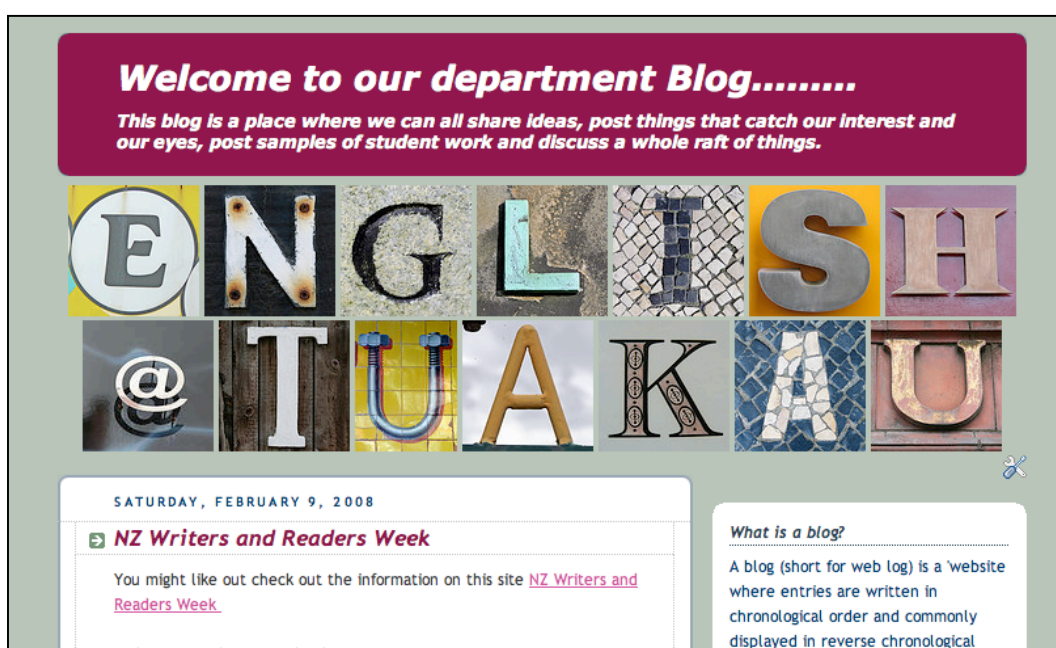 Welcome to our department Blog.........
This blog is a place where we can all share ideas, post things that catch our interest and
our eyes, post samples of student work and discuss a whole raft of things.
ENGLISH
@TUAKAU
SATURDAY, FEBRUARY 9, 2008
NZ Writers and Readers Week
You might like out check out the information on this site NZ Writers and
Readers Week
What is a blog?
A blog (short for web log) is a 'website
where entries are written in
chronological order and commonly
displayed in reverse chronological